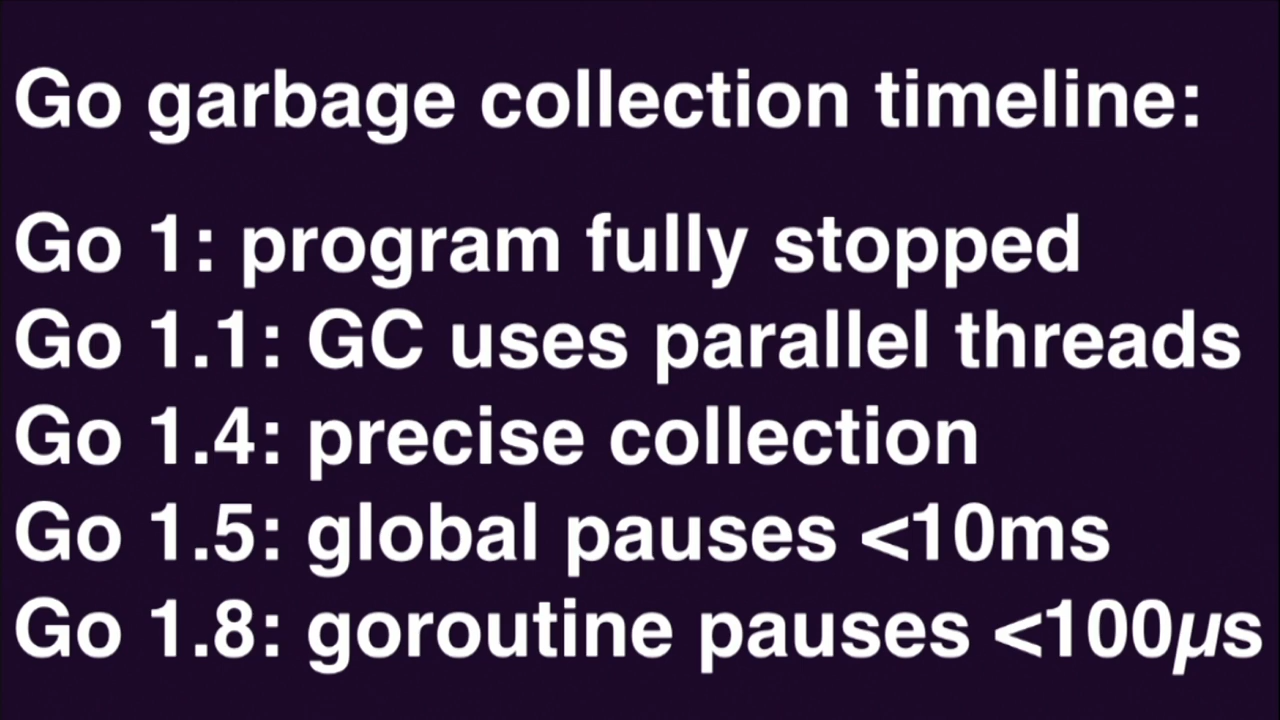 Go garbage collection timeline:
Go 1: program fully stopped
Go 1.1: GC uses parallel threads
Go 1.4: precise collection
Go 1.5: global pauses <10ms
Go 1.8: goroutine pauses <100µs